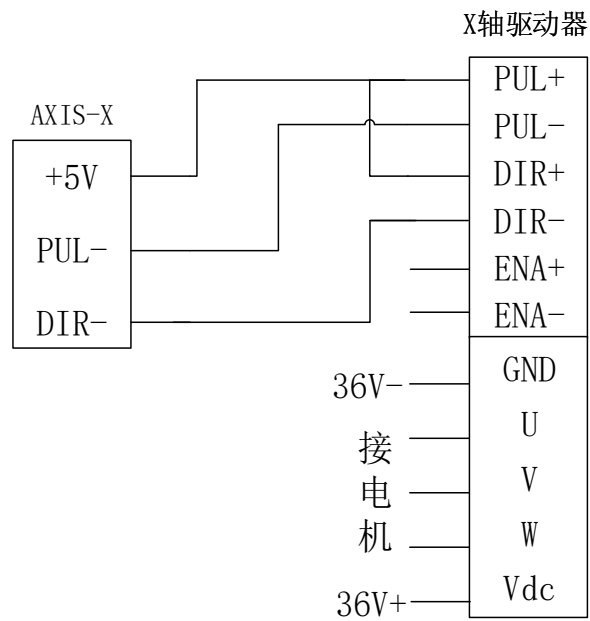 X轴驱动器
AXIS-X
+5V
PUL-
DIR-
PUL+
PUL-
DIR+
DIR-
ENA+
ENA-
36V-
接
电
机
36V+
GND
U
V
W
Vdc